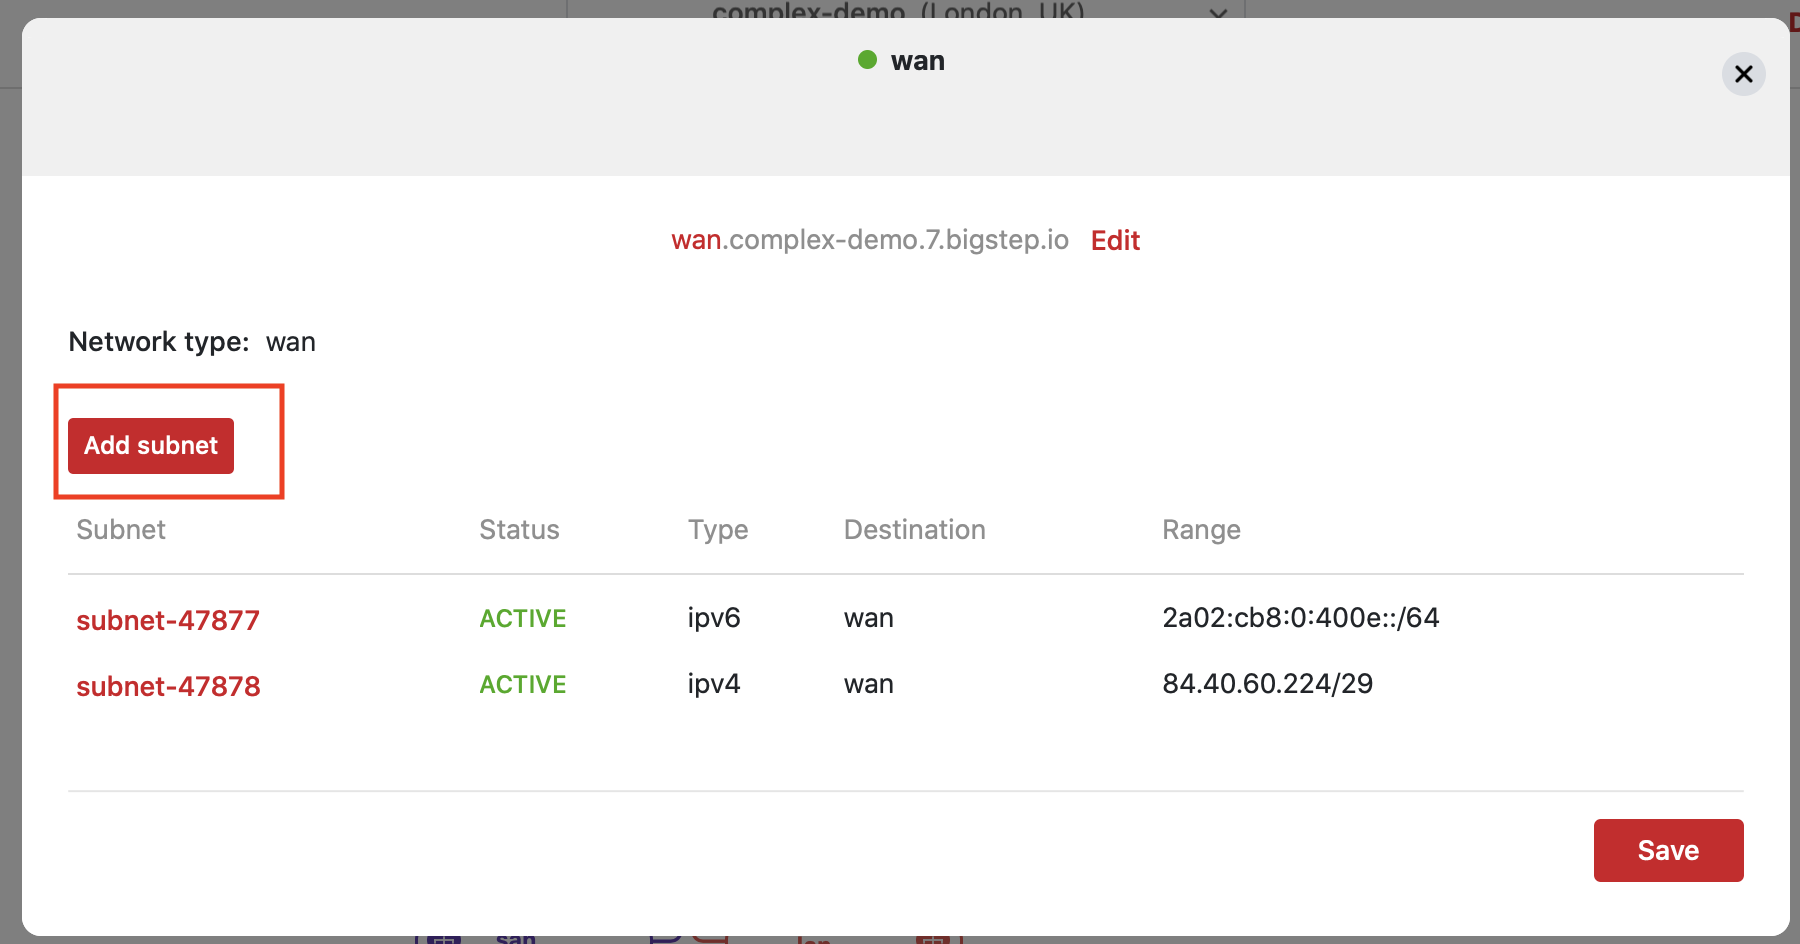 complex-demo (London, UK)
wan
wan.complex-demo.7.bigstep.io Edit
Network type: wan
Add subnet
Subnet Status Type Destination Range
subnet-47877 ACTIVE ipv6 wan 2a02:cb8:0:400e::/64
subnet-47878 ACTIVE ipv4 wan 84.40.60.224/29
Save
san